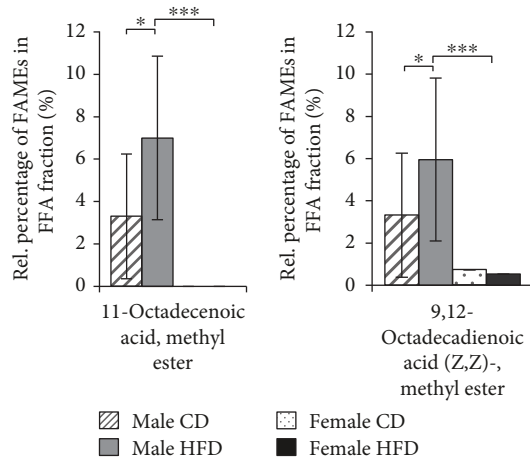 Rel. percentage of FAMEs in
FFA fraction (%)
12
10
8
6
4
2
0
*
***
11-Octadecenoic
acid, methyl
ester
Rel. percentage of FAMEs in
FFA fraction (%)
12
10
8
6
4
2
0
*
***
9,12-
Octadecadienoic
acid (Z,Z)-,
methyl ester
Male CD
Male HFD
Female CD
Female HFD